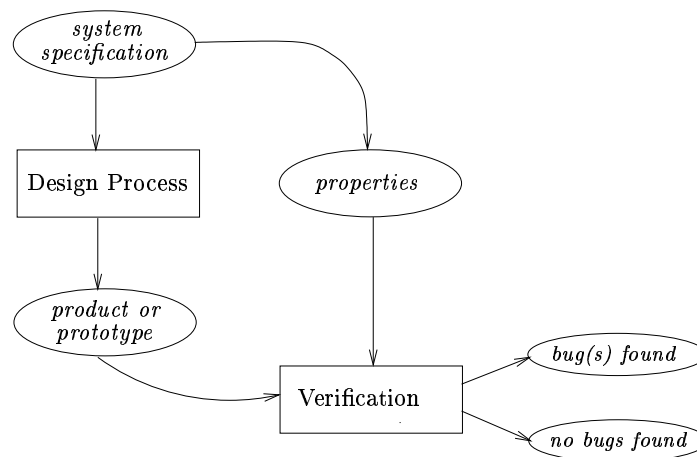 system
specification
Design Process
properties
product or
prototype
bug(s) found
Verification
no bugs found